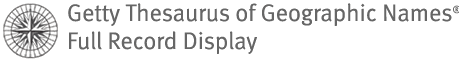 Getty Thesaurus of Geographic Names®
Full Record Display